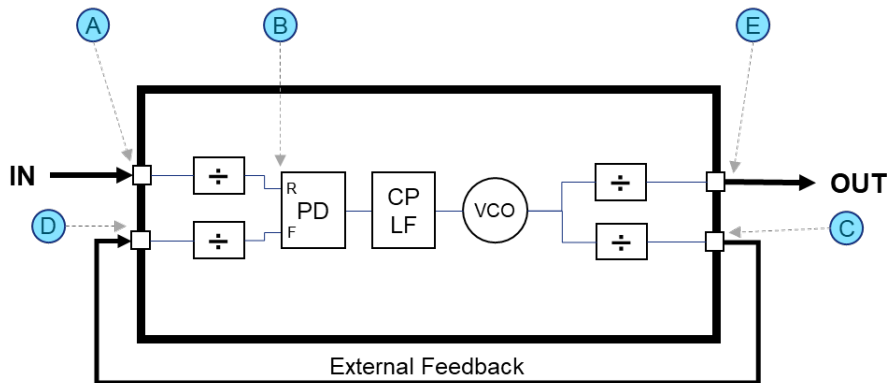 A
B
E
IN
÷
÷
R
PD
F
CP
LF
VCO
÷
÷
OUT
D
C
External Feedback